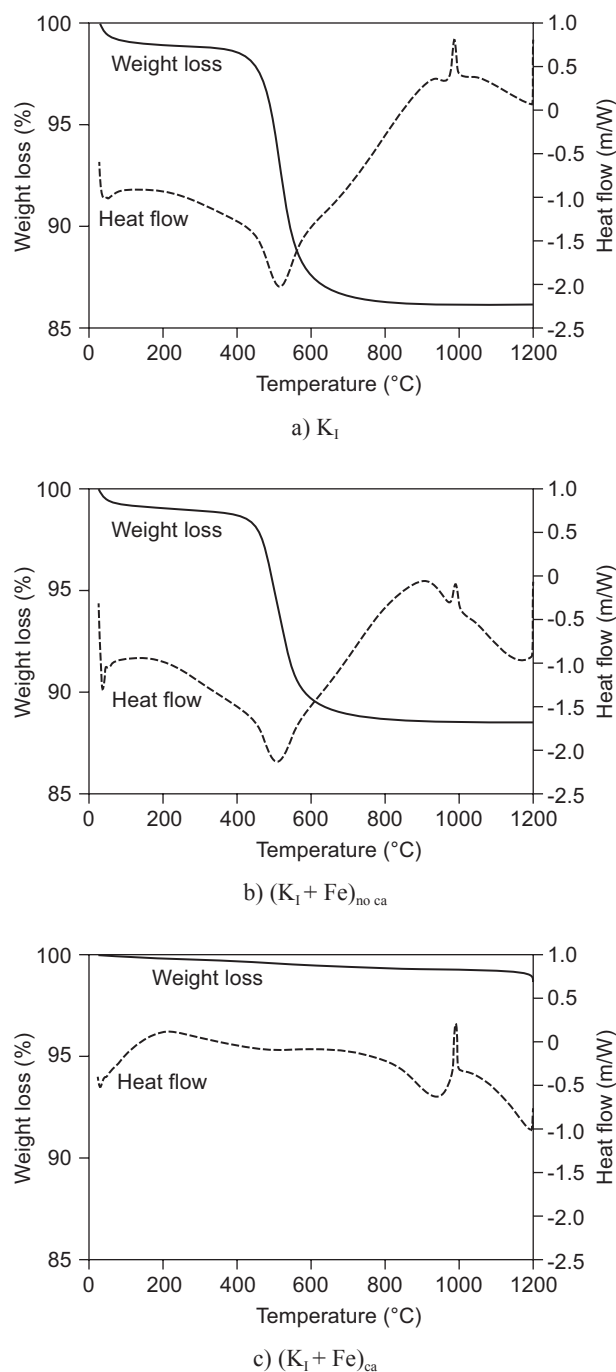 100
95
90
85
Weight loss (%)
Weight loss
Heat flow
1.0
0.5
0
-0.5
-1.0
-1.5
-2.0
-2.5
Heat flow (m/W)
0 200 400 600 800 1000 1200
Temperature (°C)
a) K_I
100
95
90
85
Weight loss (%)
Weight loss
Heat flow
1.0
0.5
0
-0.5
-1.0
-1.5
-2.0
-2.5
Heat flow (m/W)
0 200 400 600 800 1000 1200
Temperature (°C)
b) (K_I + Fe)_no ca
100
95
90
85
Weight loss (%)
Weight loss
Heat flow
1.0
0.5
0
-0.5
-1.0
-1.5
-2.0
-2.5
Heat flow (m/W)
0 200 400 600 800 1000 1200
Temperature (°C)
c) (K_I + Fe)_ca